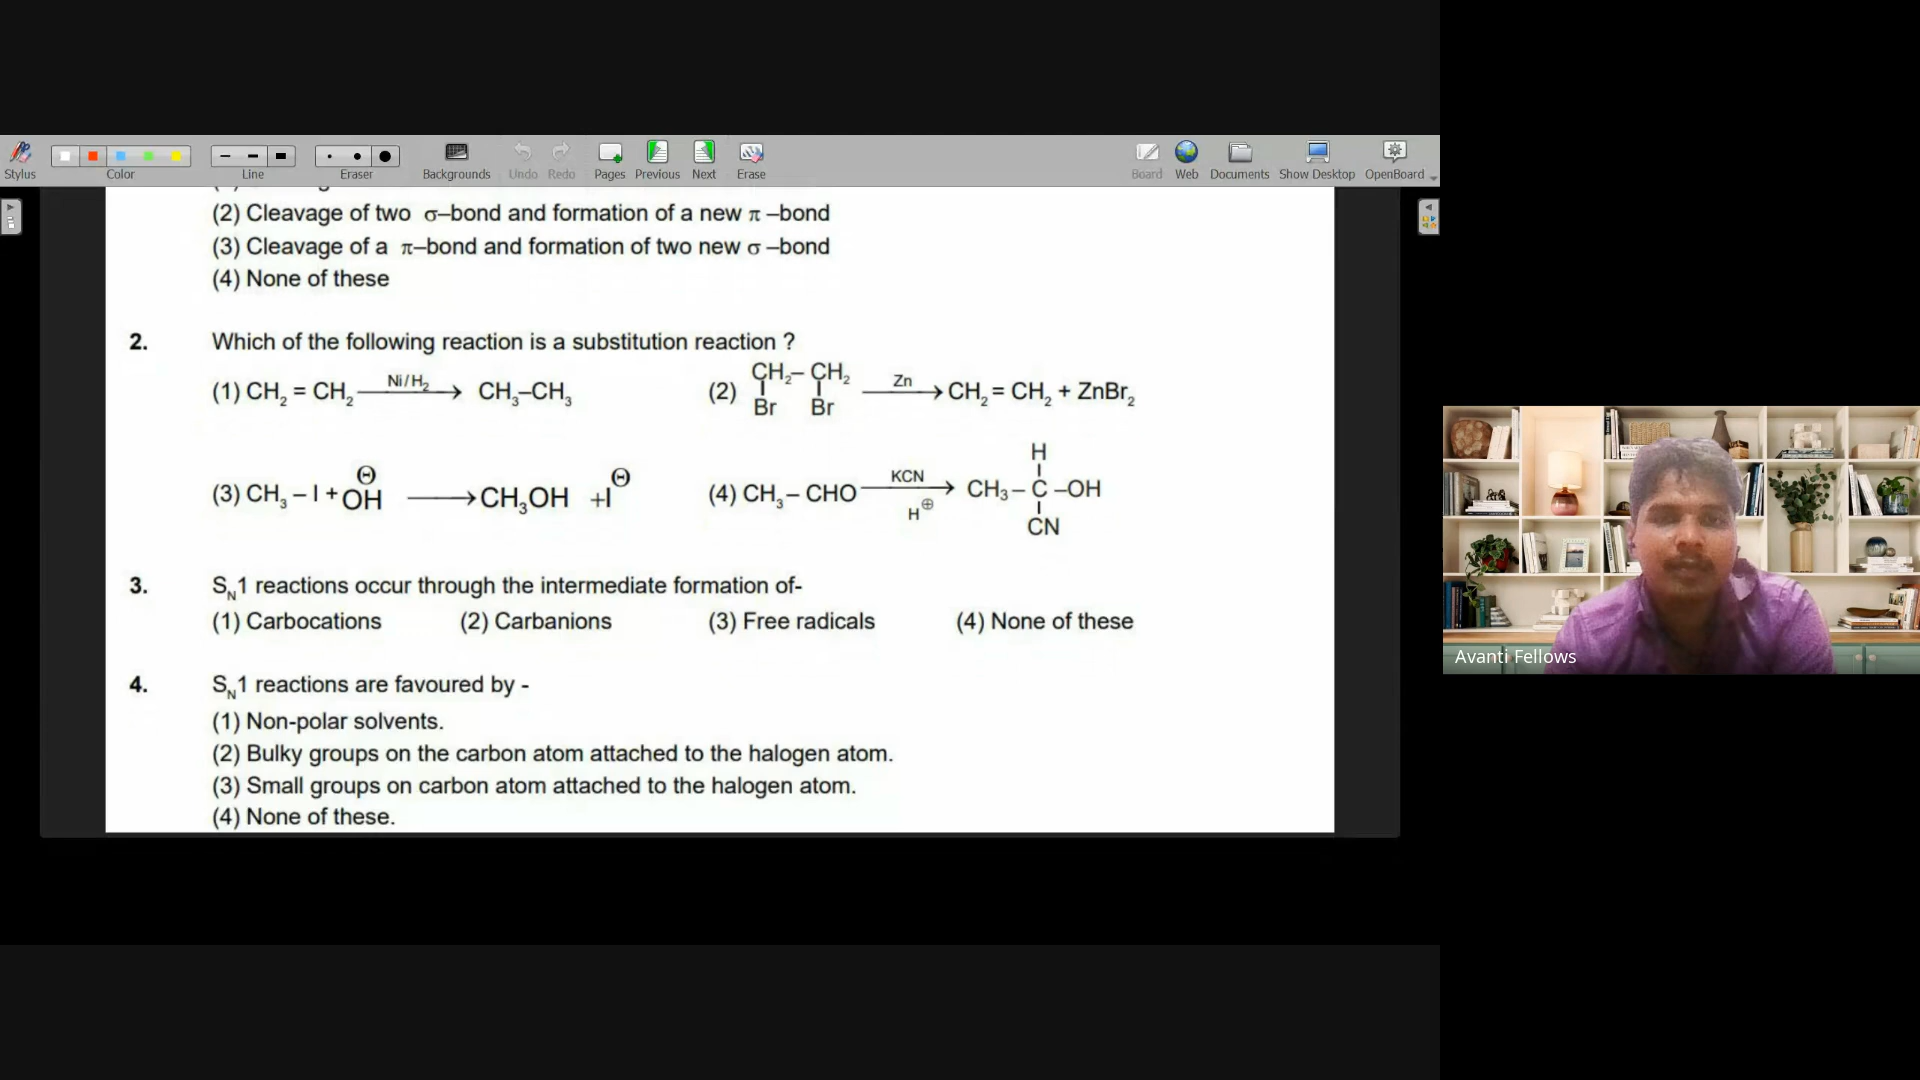 Stylus Color Line Eraser Backgrounds Undo Redo Pages Previous Next Erase Board Web Documents Show Desktop OpenBoard
(2) Cleavage of two σ–bond and formation of a new π –bond
(3) Cleavage of a π–bond and formation of two new σ –bond
(4) None of these
2. Which of the following reaction is a substitution reaction ?
(1) CH₂ = CH₂ —Ni/H₂→ CH₃–CH₃ (2) CH₂(Br)–CH₂(Br) —Zn→ CH₂ = CH₂ + ZnBr₂
(3) CH₃ – I + OH⊖ ⟶ CH₃OH + I⊖ (4) CH₃ – CHO —KCN / H⊕→ CH₃ – C(H)(CN) –OH
3. S_N1 reactions occur through the intermediate formation of-
(1) Carbocations (2) Carbanions (3) Free radicals (4) None of these
4. S_N1 reactions are favoured by -
(1) Non-polar solvents.
(2) Bulky groups on the carbon atom attached to the halogen atom.
(3) Small groups on carbon atom attached to the halogen atom.
(4) None of these.
Avanti Fellows